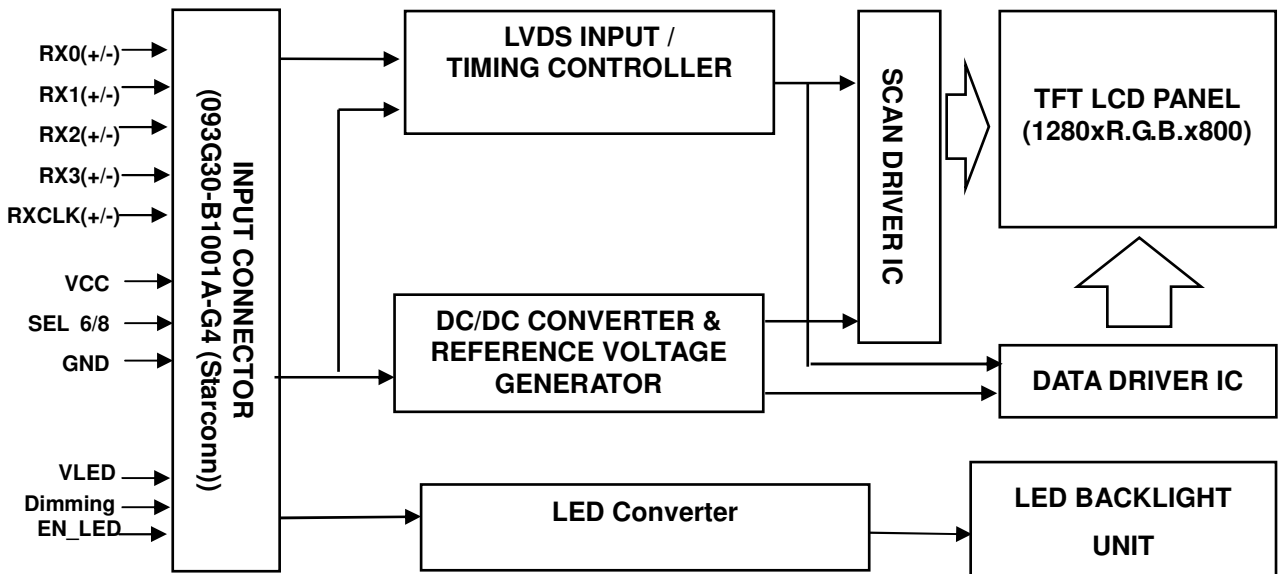 RX0(+/-)
RX1(+/-)
RX2(+/-)
RX3(+/-)
RXCLK(+/-)
VCC
SEL 6/8
GND
VLED
Dimming
EN_LED
INPUT CONNECTOR
(093G30-B1001A-G4 (Starconn))
LVDS INPUT /
TIMING CONTROLLER
DC/DC CONVERTER &
REFERENCE VOLTAGE
GENERATOR
LED Converter
SCAN DRIVER IC
TFT LCD PANEL
(1280xR.G.B.x800)
DATA DRIVER IC
LED BACKLIGHT
UNIT